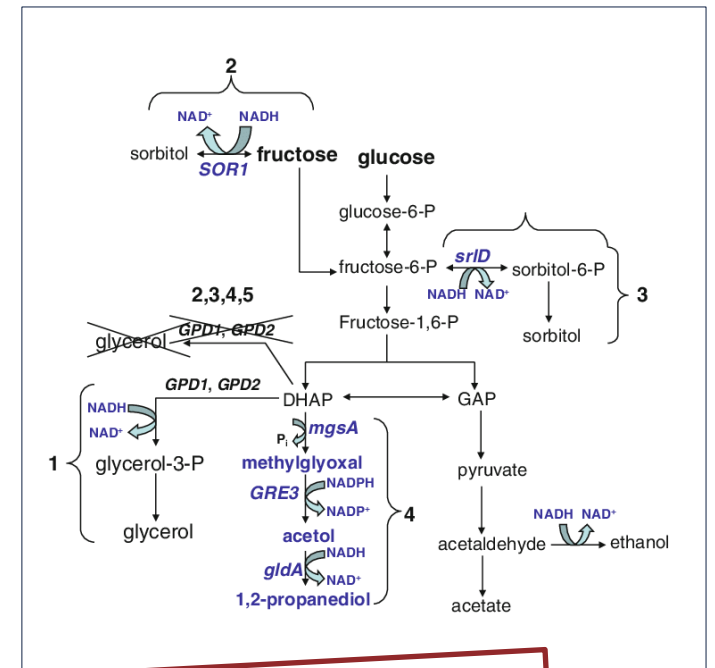 2
NAD+ NADH
sorbitol fructose glucose
SOR1
glucose-6-P
srlD
fructose-6-P sorbitol-6-P
NADH NAD+
3
2,3,4,5
Fructose-1,6-P
sorbitol
GPD1, GPD2
glycerol
GPD1, GPD2
DHAP GAP
NADH
NAD+
mgsA
Pi
1
glycerol-3-P
methylglyoxal
pyruvate
GRE3
NADPH
NADP+
4
glycerol
acetol
NADH NAD+
acetaldehyde ethanol
NADH
gldA
NAD+
1,2-propanediol
acetate